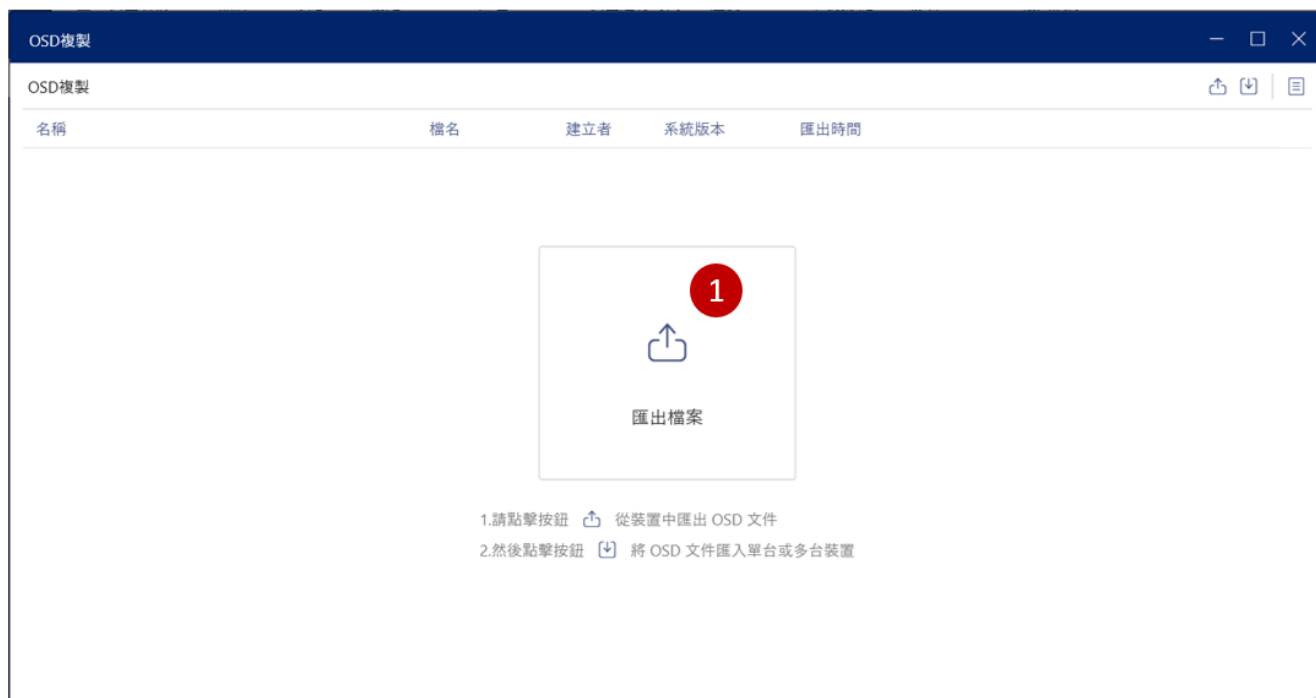 OSD複製
OSD複製
名稱 檔名 建立者 系統版本 匯出時間
1
匯出檔案
1.請點擊按鈕 從裝置中匯出 OSD 文件
2.然後點擊按鈕 將 OSD 文件匯入單台或多台裝置